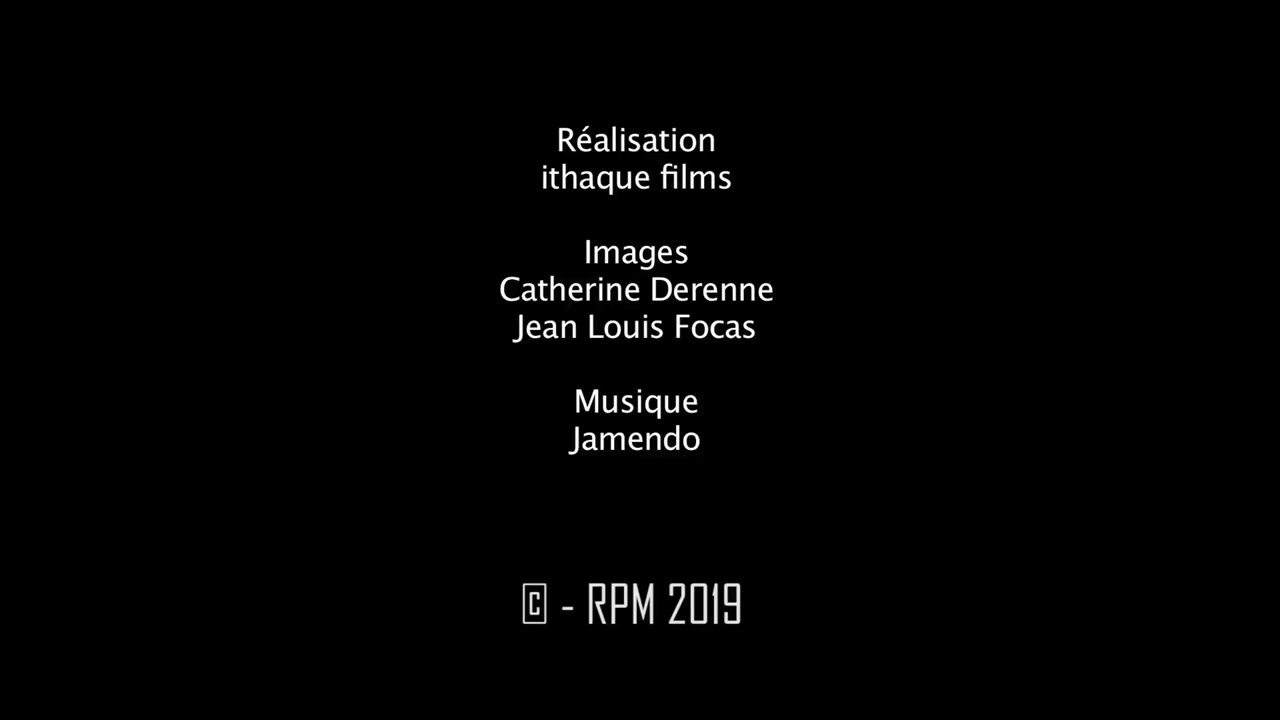 Réalisation
ithaque films
Images
Catherine Derenne
Jean Louis Focas
Musique
Jamendo
© - RPM 2019